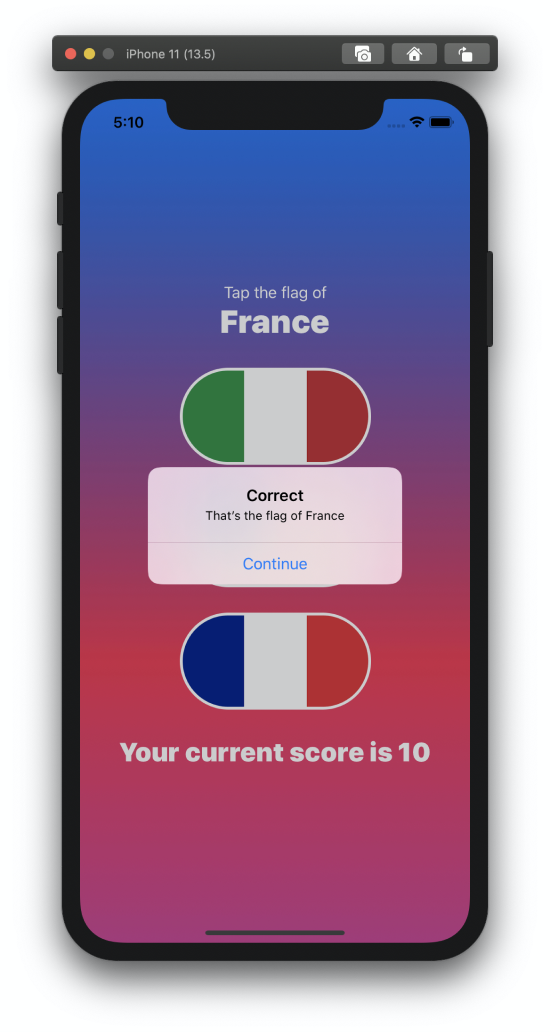 iPhone 11 (13.5)
5:10
Tap the flag of
France
Correct
That's the flag of France
Continue
Your current score is 10